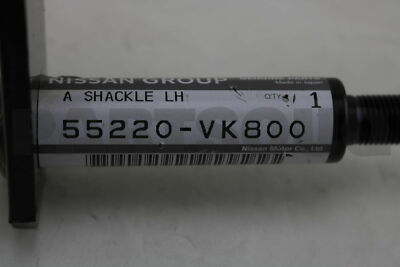 NISSAN GROUP
A SHACKLE LH QTY 1
55220-VK800
Nissan Motor Co., Ltd